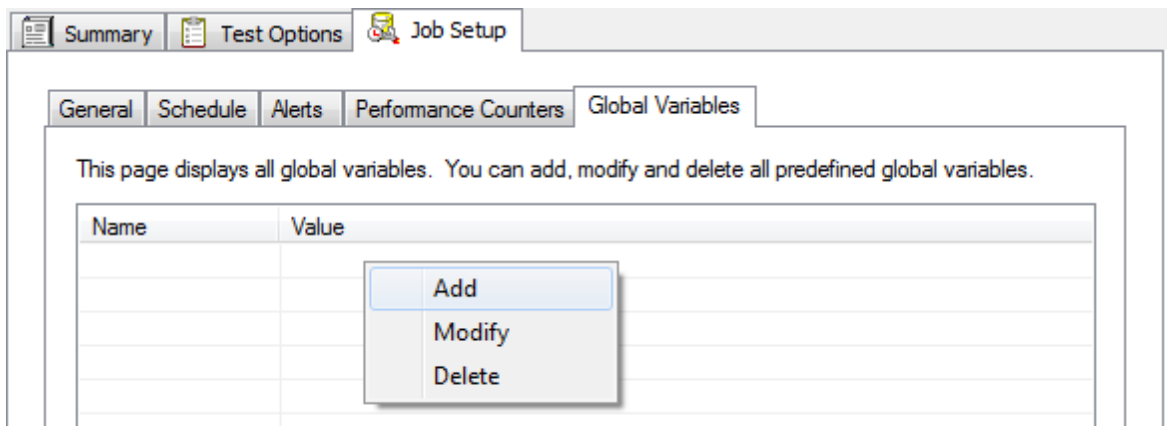 Summary Test Options Job Setup
General Schedule Alerts Performance Counters Global Variables
This page displays all global variables.  You can add, modify and delete all predefined global variables.
Name Value
Add
Modify
Delete